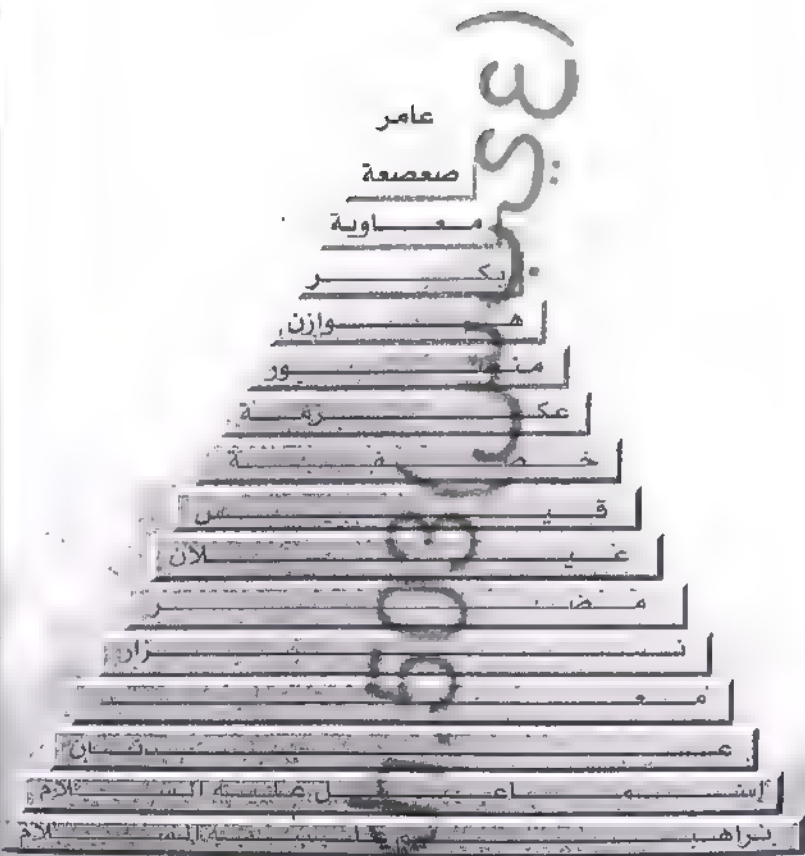 عامر
صعصعة
معاوية
بكر
هوازن
منصور
عكرمة
خصفة
قيس
عيلان
مضر
نزار
معد
عدنان
إسماعيل عليه السلام
إبراهيم عليه السلام